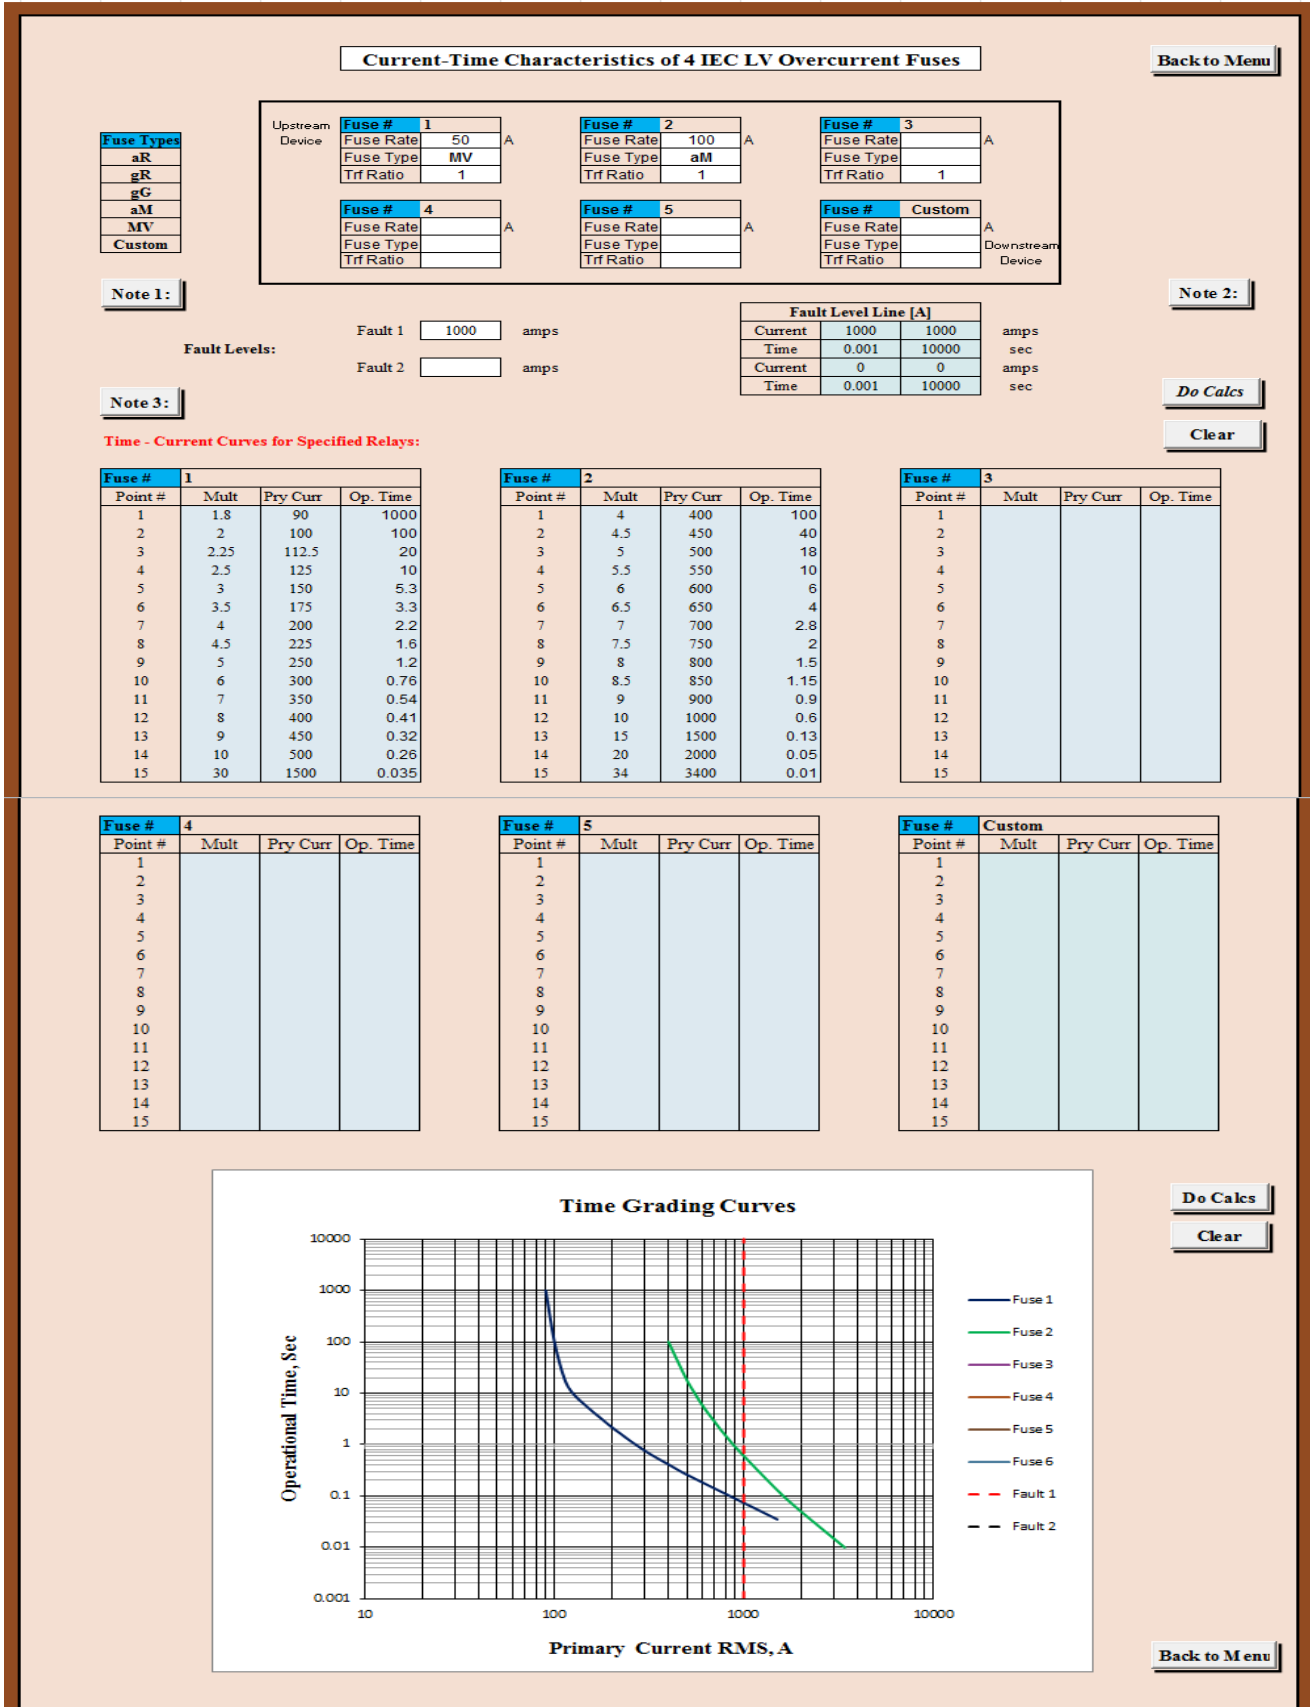 Current-Time Characteristics of 4 IEC LV Overcurrent Fuses
Back to Menu
Fuse Types
aR
gR
gG
aM
MV
Custom
Upstream Device
Fuse # 1
Fuse Rate 50 A
Fuse Type MV
Trf Ratio 1
Fuse # 2
Fuse Rate 100 A
Fuse Type aM
Trf Ratio 1
Fuse # 3
Fuse Rate A
Fuse Type
Trf Ratio 1
Fuse # 4
Fuse Rate A
Fuse Type
Trf Ratio
Fuse # 5
Fuse Rate A
Fuse Type
Trf Ratio
Fuse # Custom
Fuse Rate A
Fuse Type
Trf Ratio
Downstream Device
Note 1:
Note 2:
Fault Levels:
Fault 1 1000 amps
Fault 2 amps
Fault Level Line [A]
Current 1000 1000 amps
Time 0.001 10000 sec
Current 0 0 amps
Time 0.001 10000 sec
Note 3:
Do Calcs
Clear
Time - Current Curves for Specified Relays:
Fuse # 1
Point # Mult Pry Curr Op. Time
1 1.8 90 1000
2 2 100 100
3 2.25 112.5 20
4 2.5 125 10
5 3 150 5.3
6 3.5 175 3.3
7 4 200 2.2
8 4.5 225 1.6
9 5 250 1.2
10 6 300 0.76
11 7 350 0.54
12 8 400 0.41
13 9 450 0.32
14 10 500 0.26
15 30 1500 0.035
Fuse # 2
Point # Mult Pry Curr Op. Time
1 4 400 100
2 4.5 450 40
3 5 500 18
4 5.5 550 10
5 6 600 6
6 6.5 650 4
7 7 700 2.8
8 7.5 750 2
9 8 800 1.5
10 8.5 850 1.15
11 9 900 0.9
12 10 1000 0.6
13 15 1500 0.13
14 20 2000 0.05
15 34 3400 0.01
Fuse # 3
Point # Mult Pry Curr Op. Time
1
2
3
4
5
6
7
8
9
10
11
12
13
14
15
Fuse # 4
Point # Mult Pry Curr Op. Time
1
2
3
4
5
6
7
8
9
10
11
12
13
14
15
Fuse # 5
Point # Mult Pry Curr Op. Time
1
2
3
4
5
6
7
8
9
10
11
12
13
14
15
Fuse # Custom
Point # Mult Pry Curr Op. Time
1
2
3
4
5
6
7
8
9
10
11
12
13
14
15
Do Calcs
Clear
Time Grading Curves
Operational Time, Sec
10000
1000
100
10
1
0.1
0.01
0.001
10 100 1000 10000
Primary Current RMS, A
Fuse 1
Fuse 2
Fuse 3
Fuse 4
Fuse 5
Fuse 6
Fault 1
Fault 2
Back to Menu